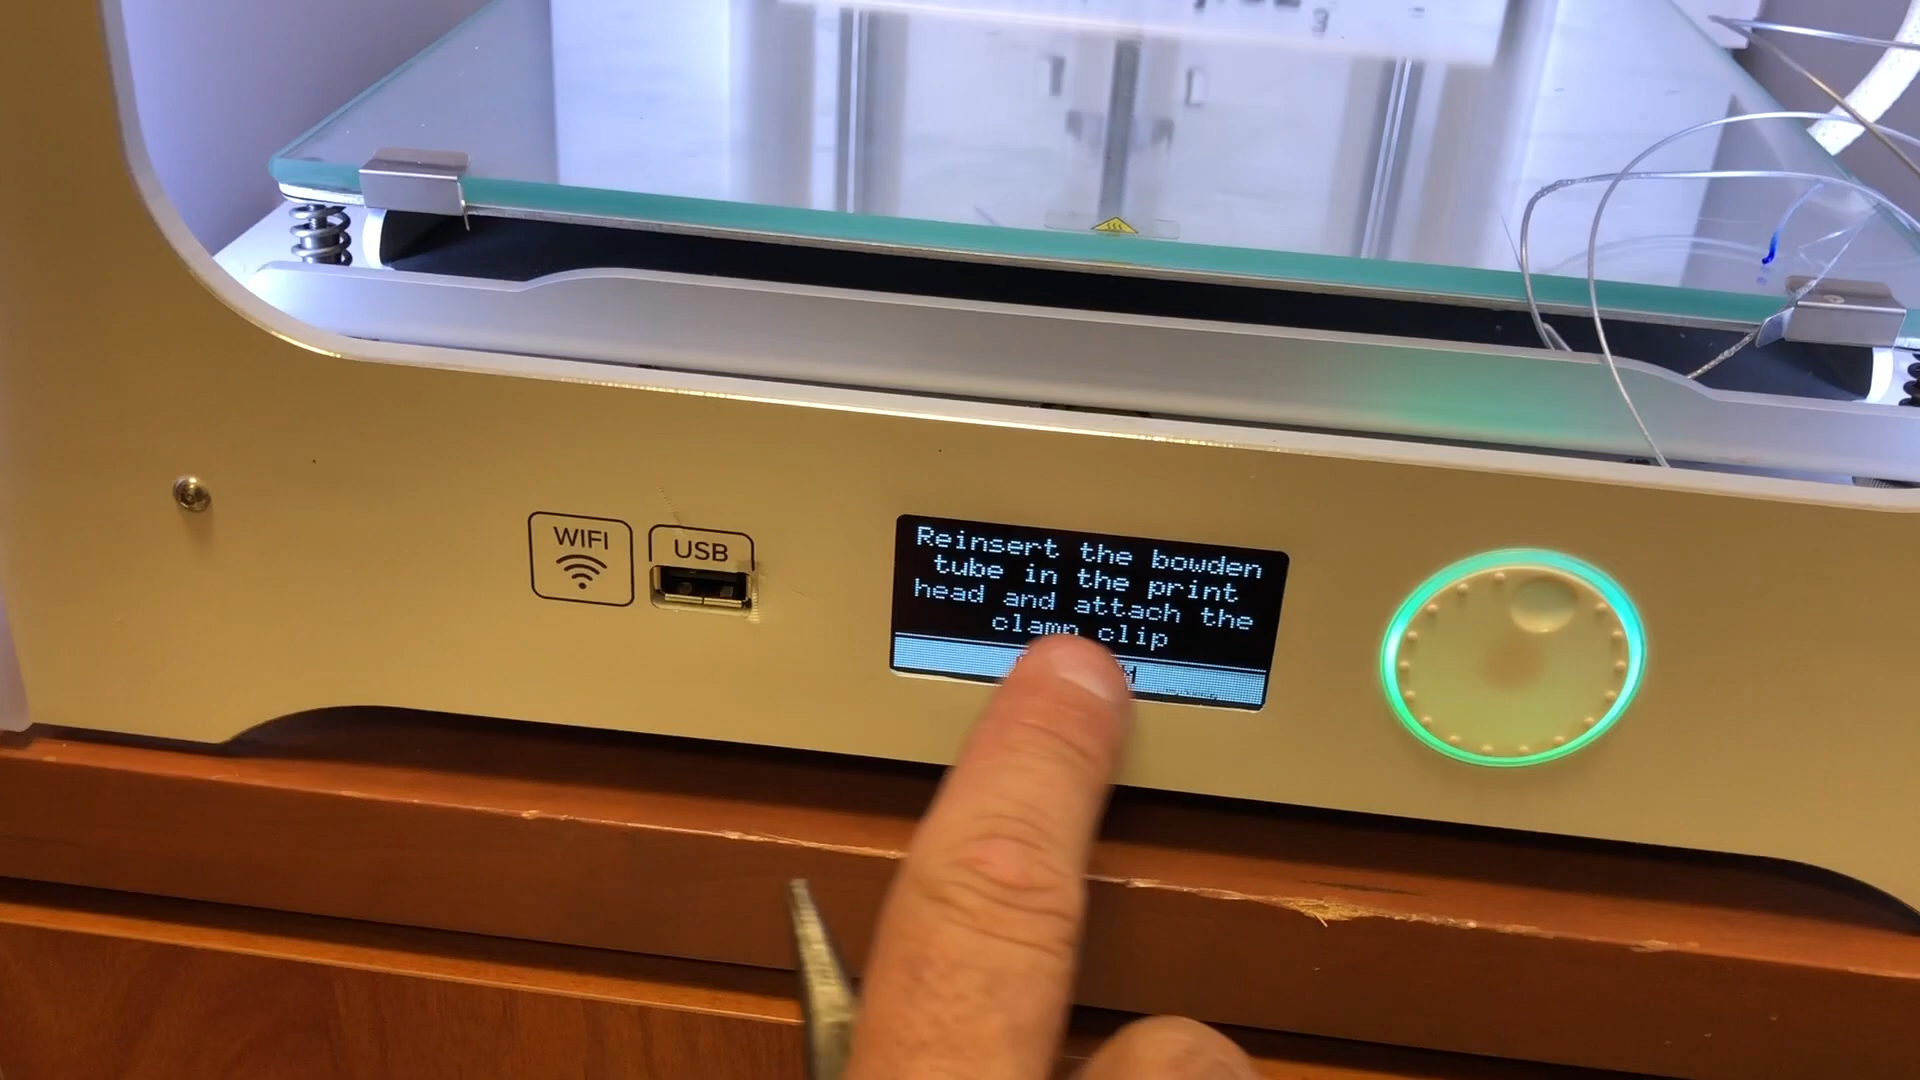 WIFI
USB
Reinsert the bowden
tube in the print
head and attach the
clamp clip